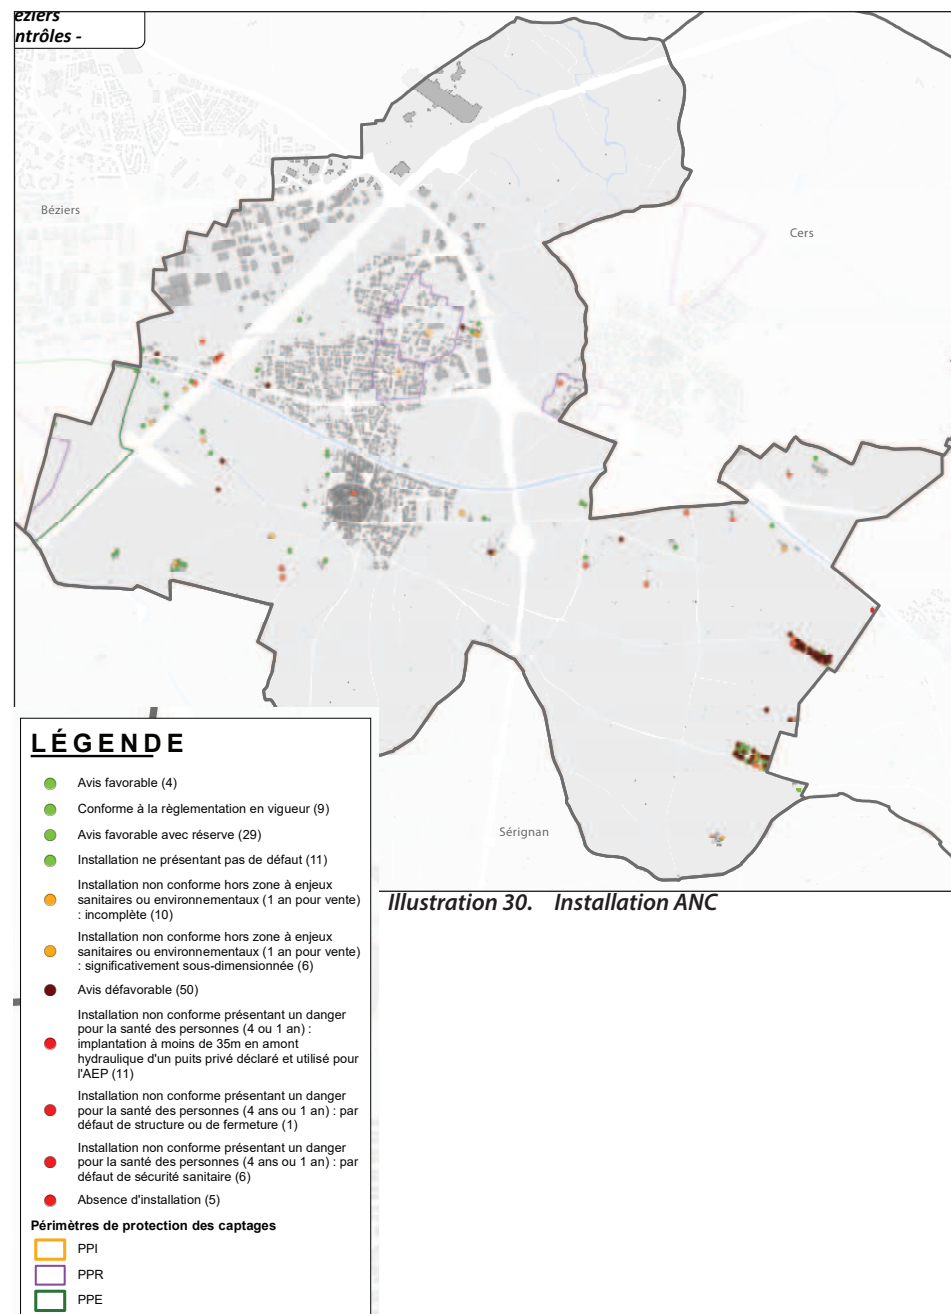 ntrôles -
Béziers
Cers
Sérignan
Illustration 30. Installation ANC
LÉGENDE
Avis favorable (4)
Conforme à la règlementation en vigueur (9)
Avis favorable avec réserve (29)
Installation ne présentant pas de défaut (11)
Installation non conforme hors zone à enjeux
sanitaires ou environnementaux (1 an pour vente)
: incomplète (10)
Installation non conforme hors zone à enjeux
sanitaires ou environnementaux (1 an pour vente)
: significativement sous-dimensionnée (6)
Avis défavorable (50)
Installation non conforme présentant un danger
pour la santé des personnes (4 ou 1 an) :
implantation à moins de 35m en amont
hydraulique d'un puits privé déclaré et utilisé pour
l'AEP (11)
Installation non conforme présentant un danger
pour la santé des personnes (4 ans ou 1 an) : par
défaut de structure ou de fermeture (1)
Installation non conforme présentant un danger
pour la santé des personnes (4 ans ou 1 an) : par
défaut de sécurité sanitaire (6)
Absence d'installation (5)
Périmètres de protection des captages
PPI
PPR
PPE